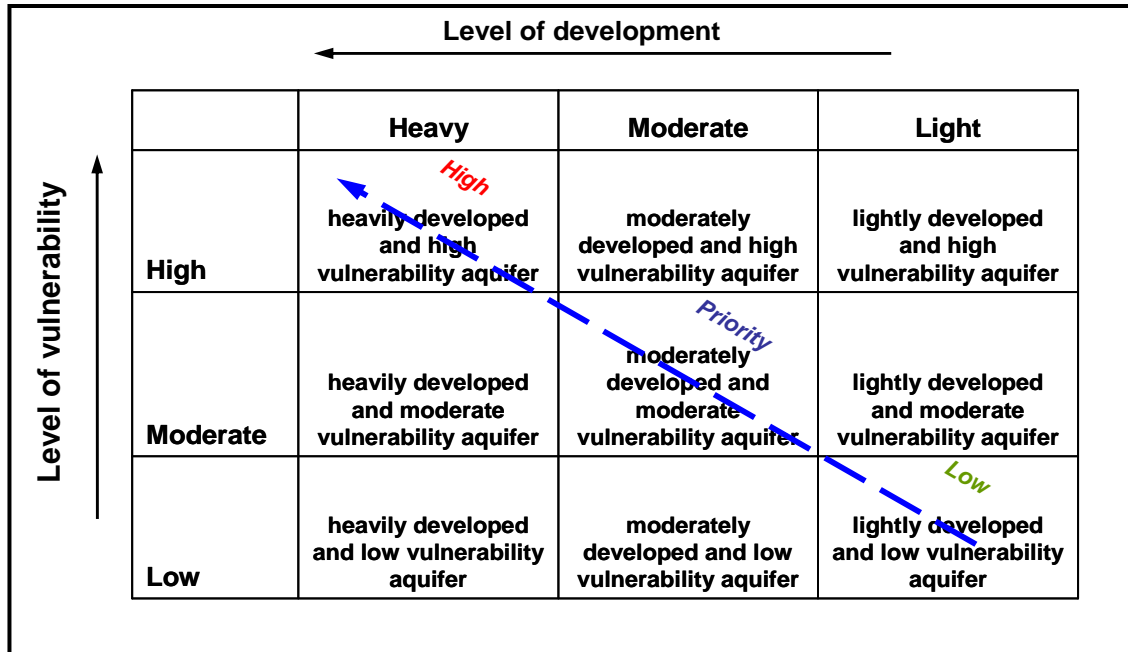 Level of development
Level of vulnerability
Heavy
Moderate
Light
High
High
heavily developed
and high
vulnerability aquifer
moderately
developed and high
vulnerability aquifer
lightly developed
and high
vulnerability aquifer
Moderate
heavily developed
and moderate
vulnerability aquifer
Priority
moderately
developed and
moderate
vulnerability aquifer
lightly developed
and moderate
vulnerability aquifer
Low
heavily developed
and low vulnerability
aquifer
moderately
developed and low
vulnerability aquifer
Low
lightly developed
and low vulnerability
aquifer